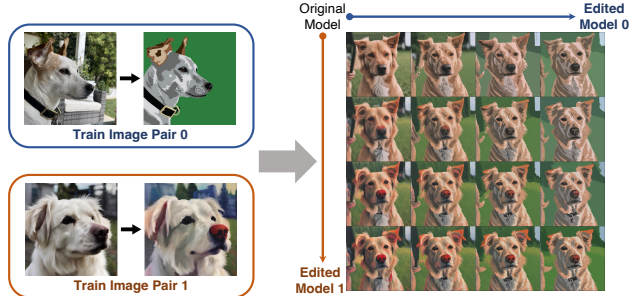 Train Image Pair 0
Train Image Pair 1
Original
Model
Edited
Model 0
Edited
Model 1